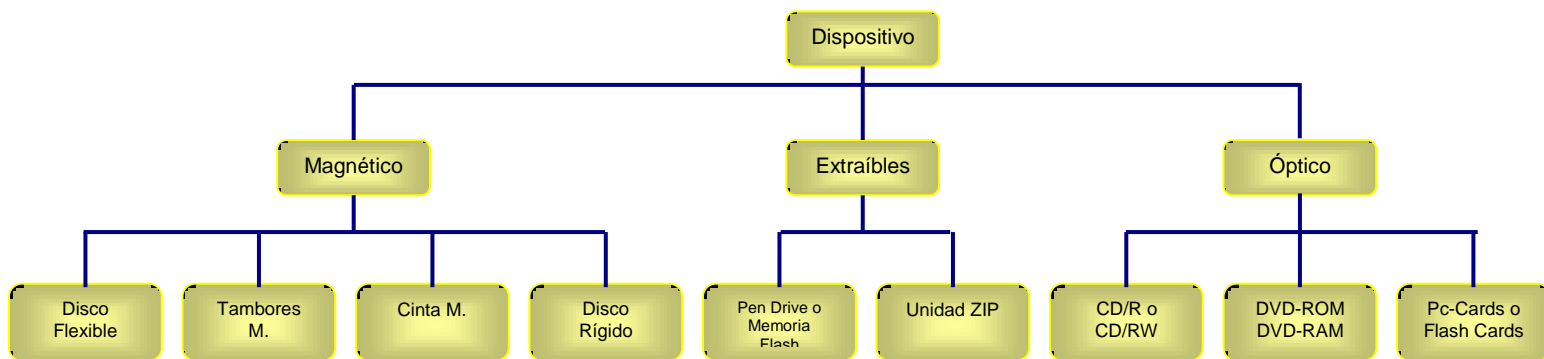 Dispositivo
Magnético
Extraíbles
Óptico
Disco
Flexible
Tambores
M.
Cinta M.
Disco
Rígido
Pen Drive o
Memoria
Flash
Unidad ZIP
CD/R o
CD/RW
DVD-ROM
DVD-RAM
Pc-Cards o
Flash Cards